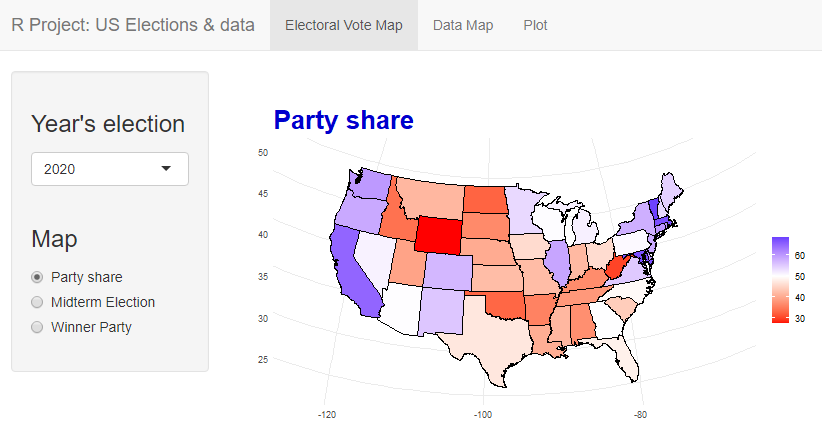 R Project: US Elections & data
Electoral Vote Map
Data Map
Plot
Year's election
2020
Map
Party share
Midterm Election
Winner Party
Party share
50
45
40
35
30
25
-120
-100
-80
60
50
40
30